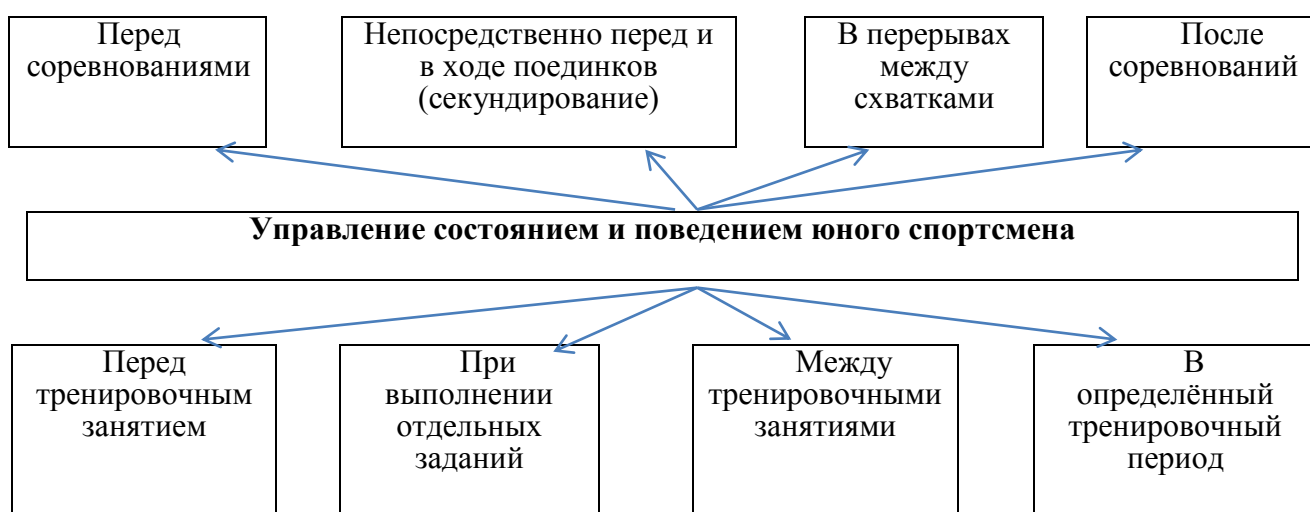 Перед
соревнованиями
Непосредственно перед и
в ходе поединков
(секундирование)
В перерывах
между
схватками
После
соревнований
Управление состоянием и поведением юного спортсмена
Перед
тренировочным
занятием
При
выполнении
отдельных
заданий
Между
тренировочными
занятиями
В
определённый
тренировочный
период